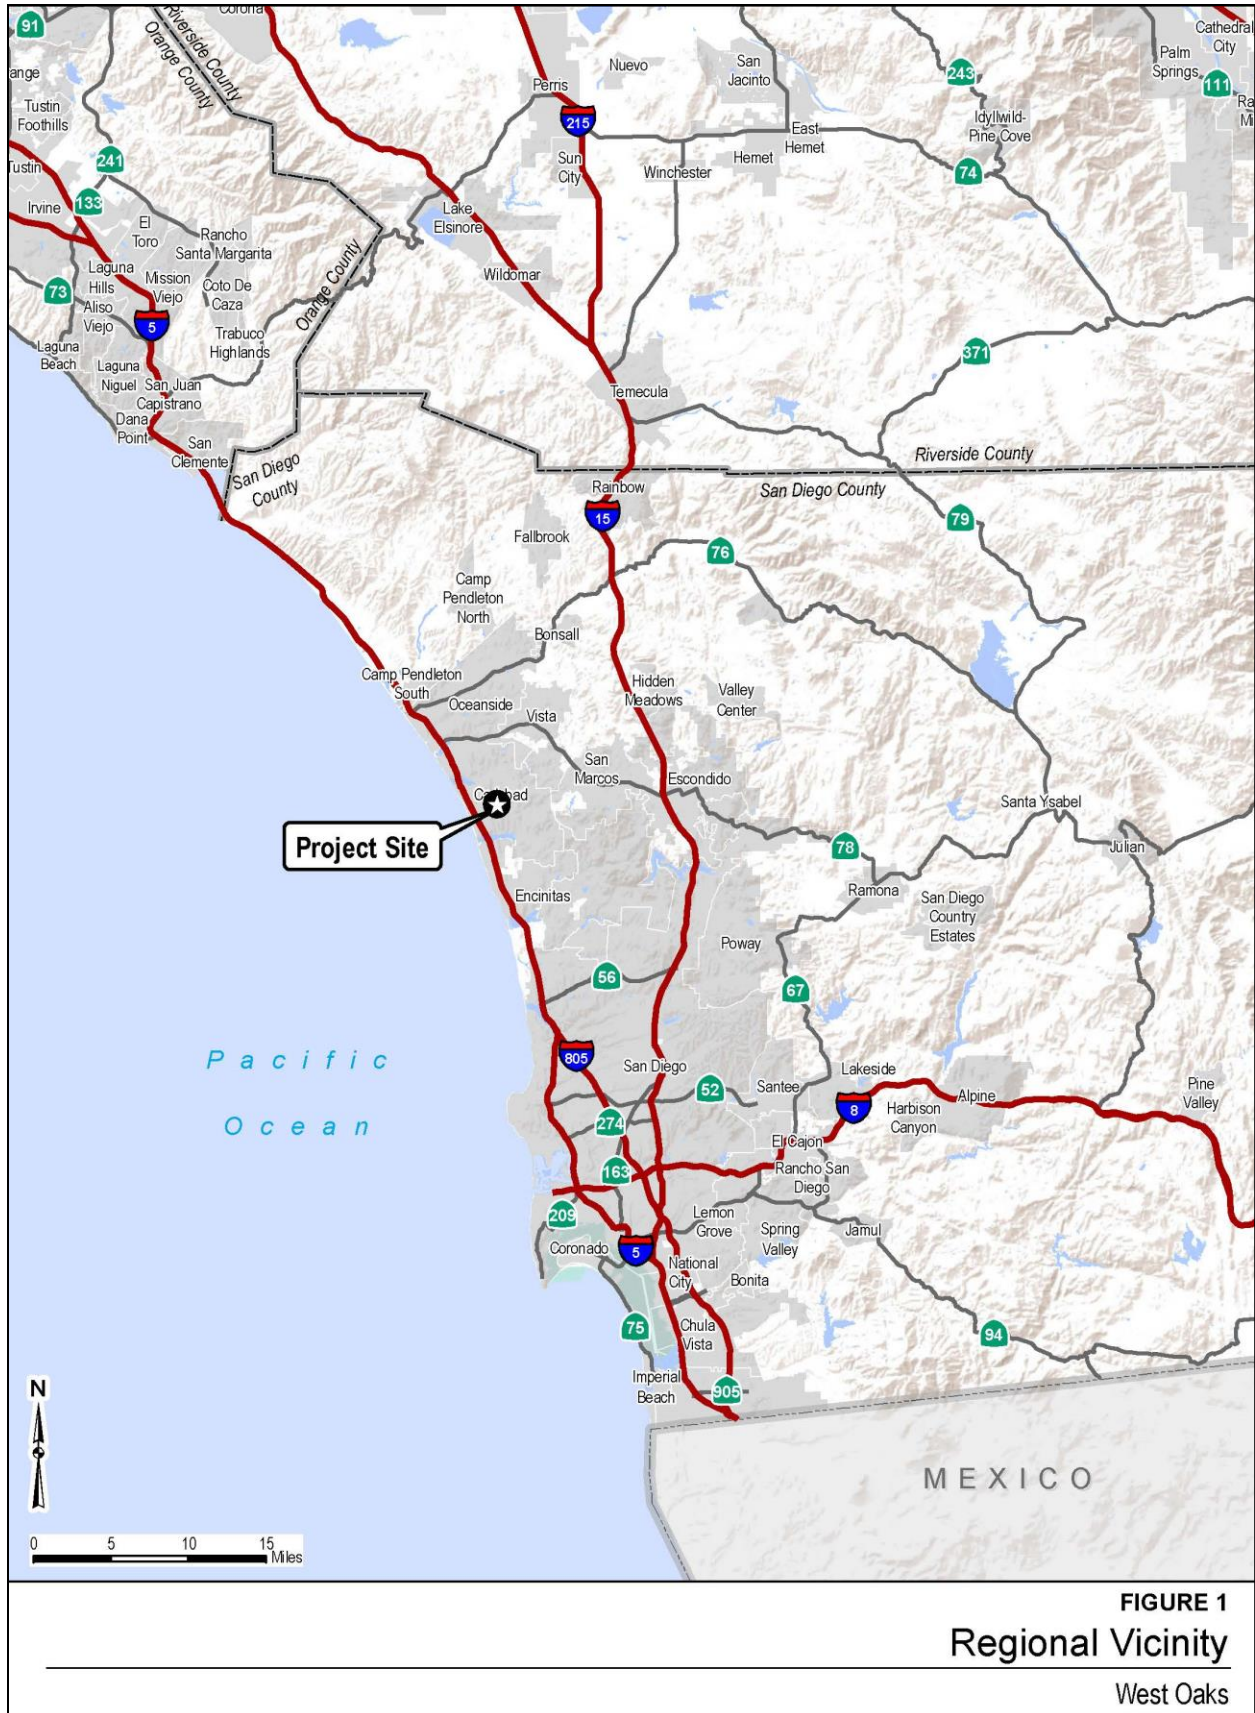 91
Corona
Riverside County
Orange County
Cathedral
City
Palm
Springs
111
Nuevo
San
Jacinto
243
Perris
215
ange
Tustin
Foothills
Idyllwild-
Pine Cove
East
Hemet
Hemet
Sun
City
Winchester
74
241
Tustin
133
Irvine
El
Toro
Rancho
Santa Margarita
Lake
Elsinore
Wildomar
Orange County
Laguna
Hills
Mission
Viejo
Coto De
Caza
73
Aliso
Viejo
5
Trabuco
Highlands
Laguna
Beach
Laguna
Niguel
San Juan
Capistrano
Dana
Point
San
Clemente
371
Temecula
Riverside County
San Diego
County
San Diego County
Rainbow
15
Fallbrook
76
79
Camp
Pendleton
North
Bonsall
Camp Pendleton
South
Hidden
Meadows
Valley
Center
Oceanside
Vista
San
Marcos
Escondido
Santa Ysabel
Project Site
78
Julian
Ramona
San Diego
Country
Estates
Encinitas
Poway
56
67
Pacific
Ocean
805
San Diego
52
Santee
Lakeside
8
Harbison
Canyon
Alpine
Pine
Valley
274
El Cajon
163
Rancho San
Diego
209
Lemon
Grove
Spring
Valley
Jamul
Coronado
5
National
City
Bonita
75
Chula
Vista
94
Imperial
Beach
905
MEXICO
N
0 5 10 15
Miles
FIGURE 1
Regional Vicinity
West Oaks